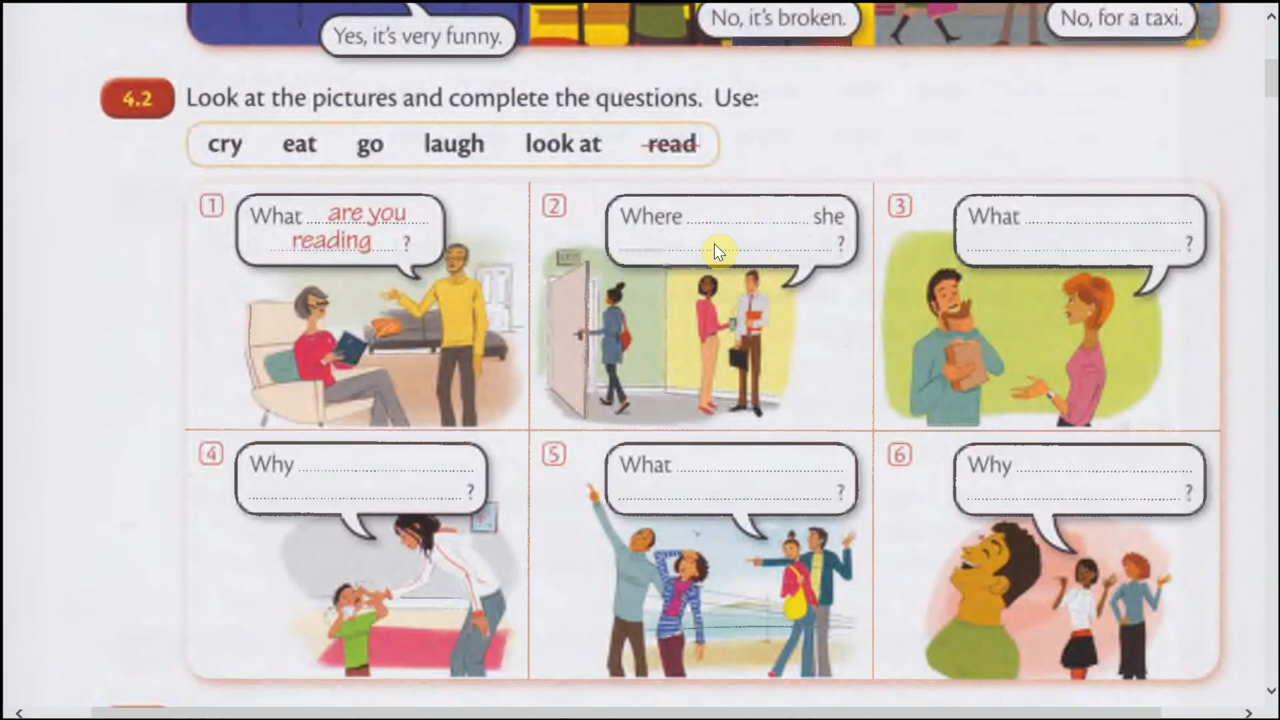 Yes, it's very funny.
No, it's broken.
No, for a taxi.
4.2 Look at the pictures and complete the questions. Use:
cry eat go laugh look at read
1 What are you
reading ?
2 Where she
?
3 What
?
4 Why
?
5 What
?
6 Why
?